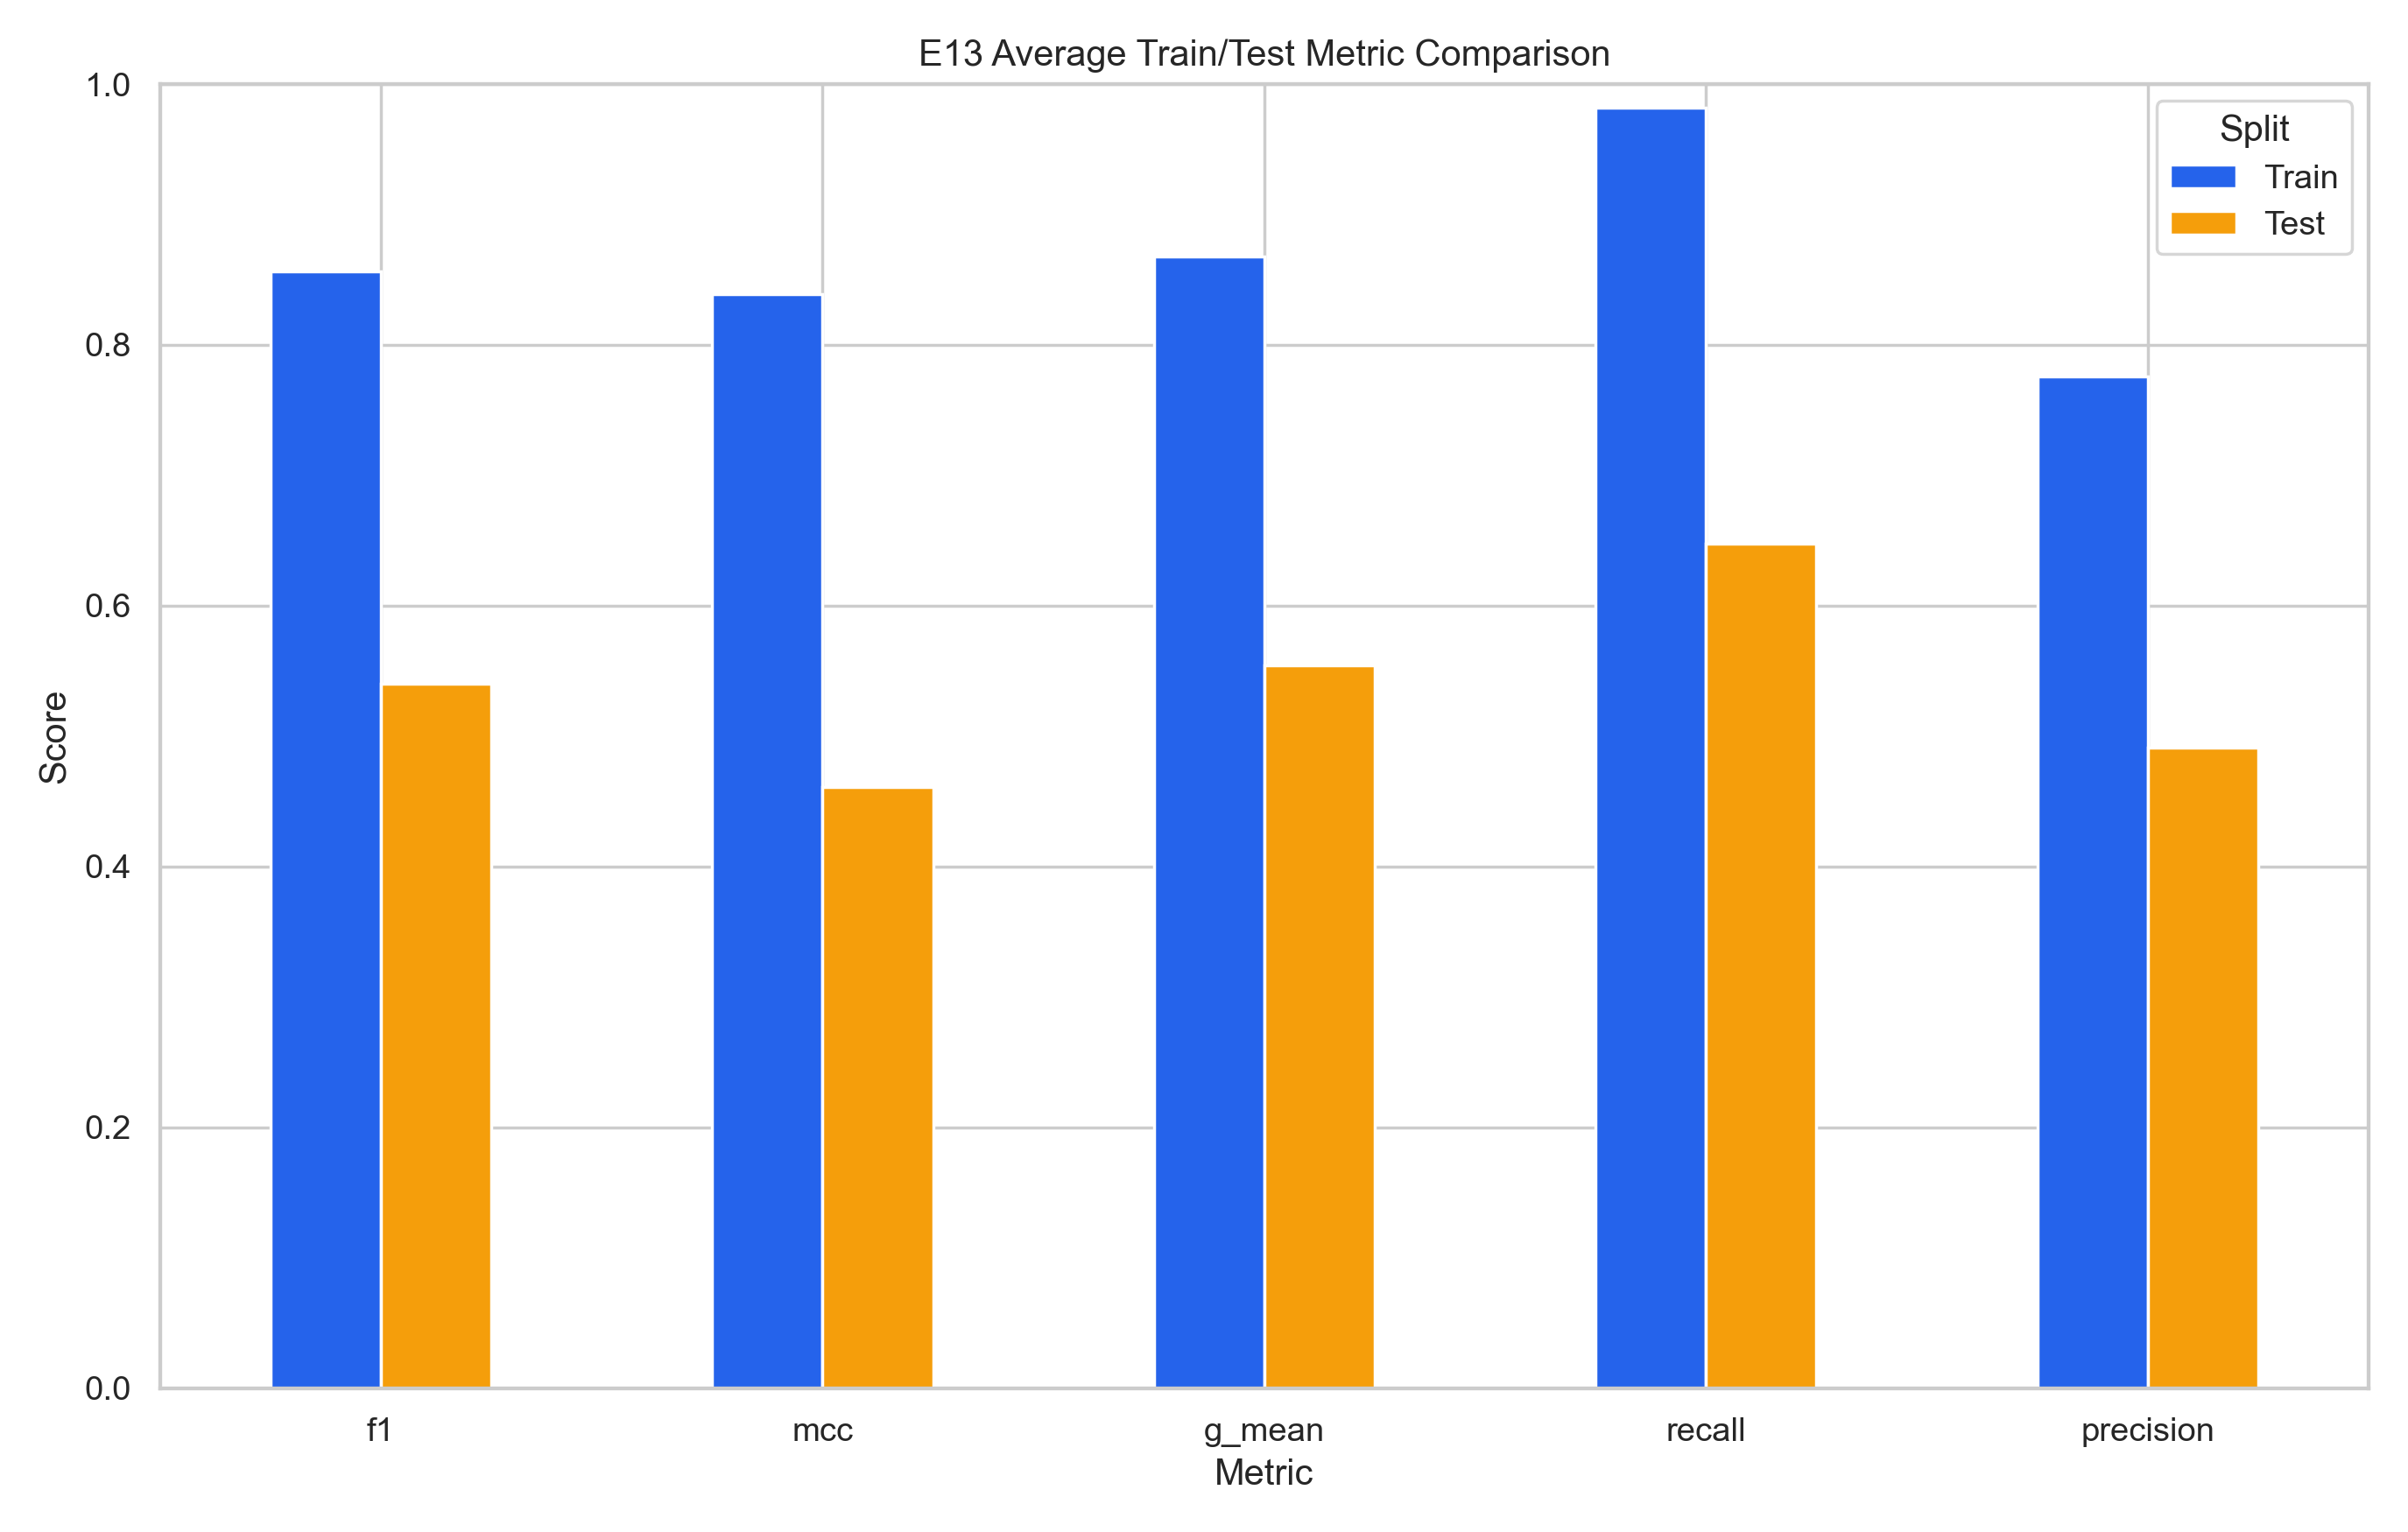 E13 Average Train/Test Metric Comparison
1.0
0.8
0.6
0.4
0.2
0.0
Score
Split
Train
Test
f1
mcc
g_mean
recall
precision
Metric